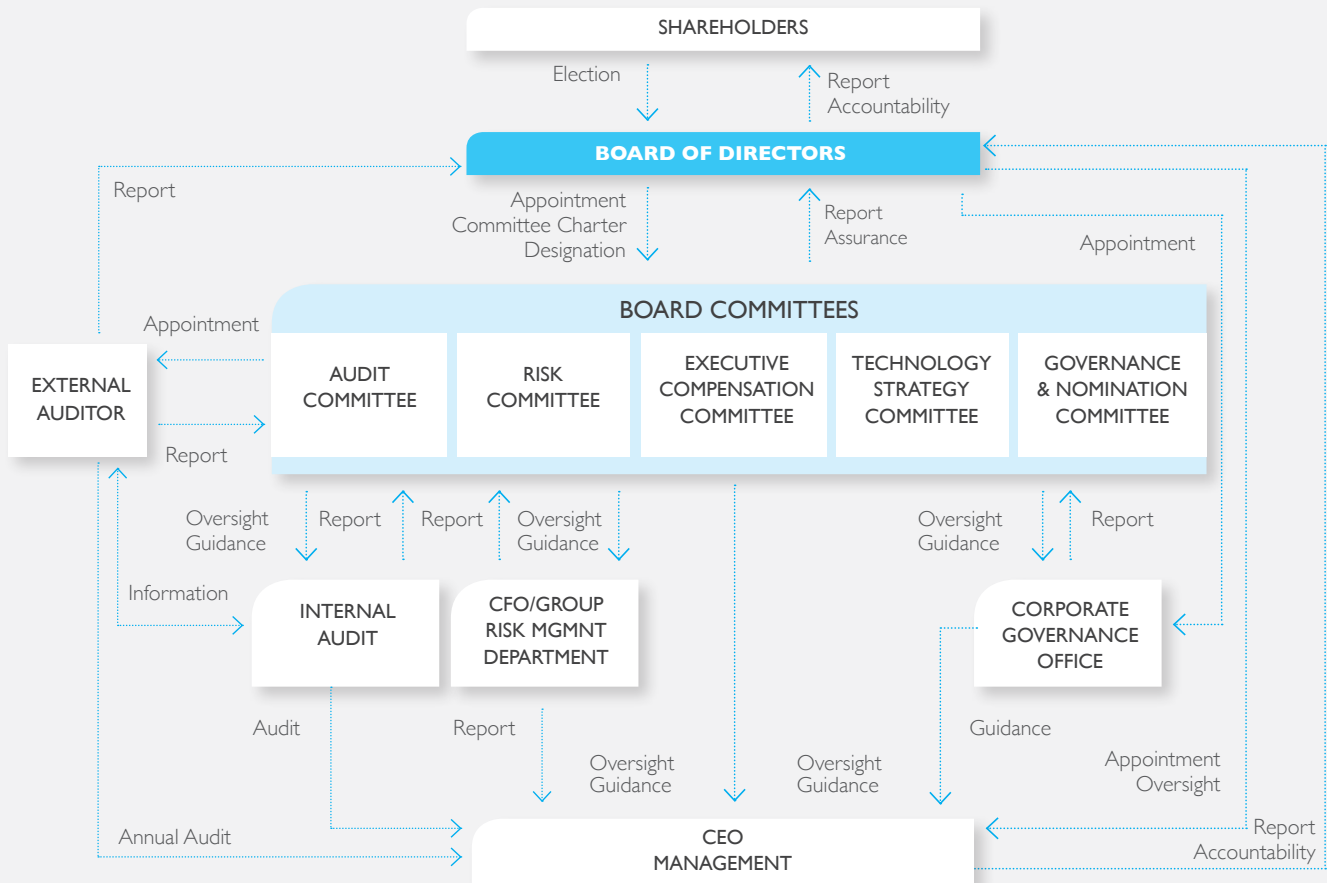 SHAREHOLDERS
Election
Report
Accountability
BOARD OF DIRECTORS
Report
Appointment
Committee Charter
Designation
Report
Assurance
Appointment
BOARD COMMITTEES
Appointment
EXTERNAL
AUDITOR
AUDIT
COMMITTEE
RISK
COMMITTEE
EXECUTIVE
COMPENSATION
COMMITTEE
TECHNOLOGY
STRATEGY
COMMITTEE
GOVERNANCE
& NOMINATION
COMMITTEE
Report
Oversight
Guidance
Report
Report
Oversight
Guidance
Oversight
Guidance
Report
Information
INTERNAL
AUDIT
CFO/GROUP
RISK MGMNT
DEPARTMENT
CORPORATE
GOVERNANCE
OFFICE
Audit
Report
Guidance
Oversight
Guidance
Oversight
Guidance
Appointment
Oversight
Annual Audit
CEO
MANAGEMENT
Report
Accountability